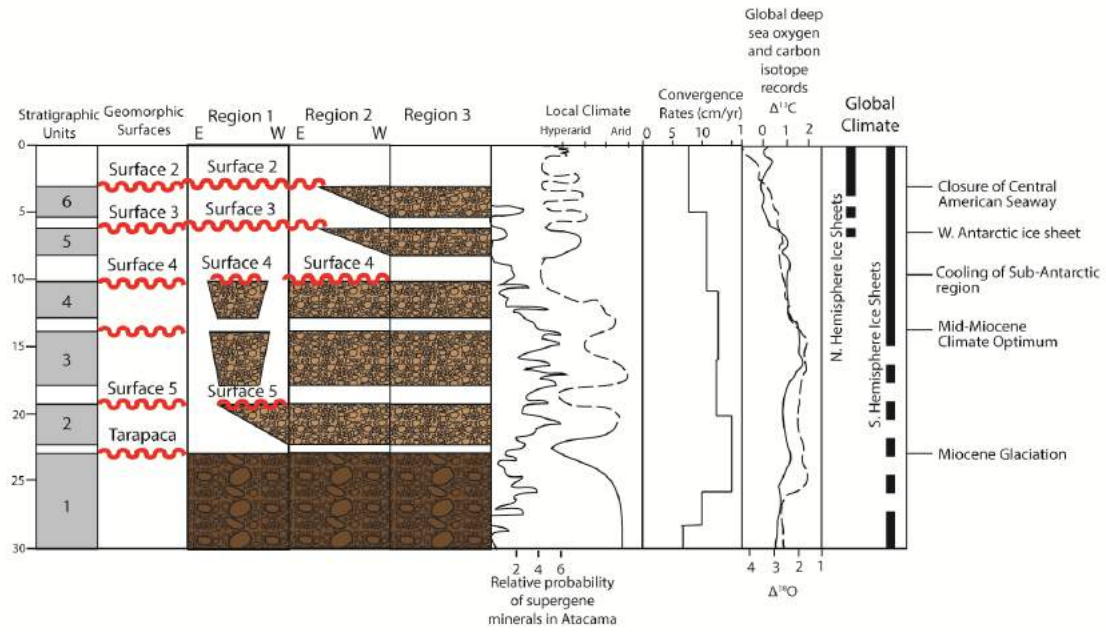 Global deep
sea oxygen
and carbon
isotope
records
Δ¹³C
Stratigraphic
Units
Geomorphic
Surfaces
Region 1
E W
Region 2
E W
Region 3
Local Climate
Hyperarid Arid
Convergence
Rates (cm/yr)
0 5 10 1
0 1 2
Global
Climate
0
5
10
15
20
25
30
6
5
4
3
2
1
Surface 2
Surface 3
Surface 4
Surface 5
Tarapaca
Surface 2
Surface 3
Surface 4
Surface 5
Surface 4
N. Hemisphere Ice Sheets
S. Hemisphere Ice Sheets
Closure of Central
American Seaway
W. Antarctic ice sheet
Cooling of Sub-Antarctic
region
Mid-Miocene
Climate Optimum
Miocene Glaciation
2 4 6
Relative probability
of supergene
minerals in Atacama
4 3 2 1
Δ¹⁸O